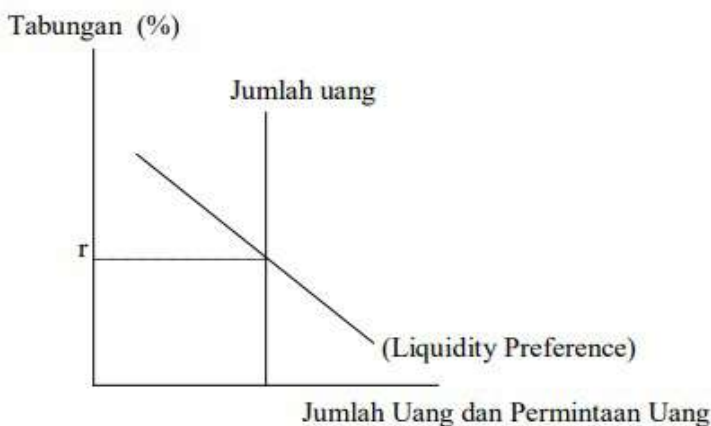 Tabungan (%)
Jumlah uang
r
(Liquidity Preference)
Jumlah Uang dan Permintaan Uang